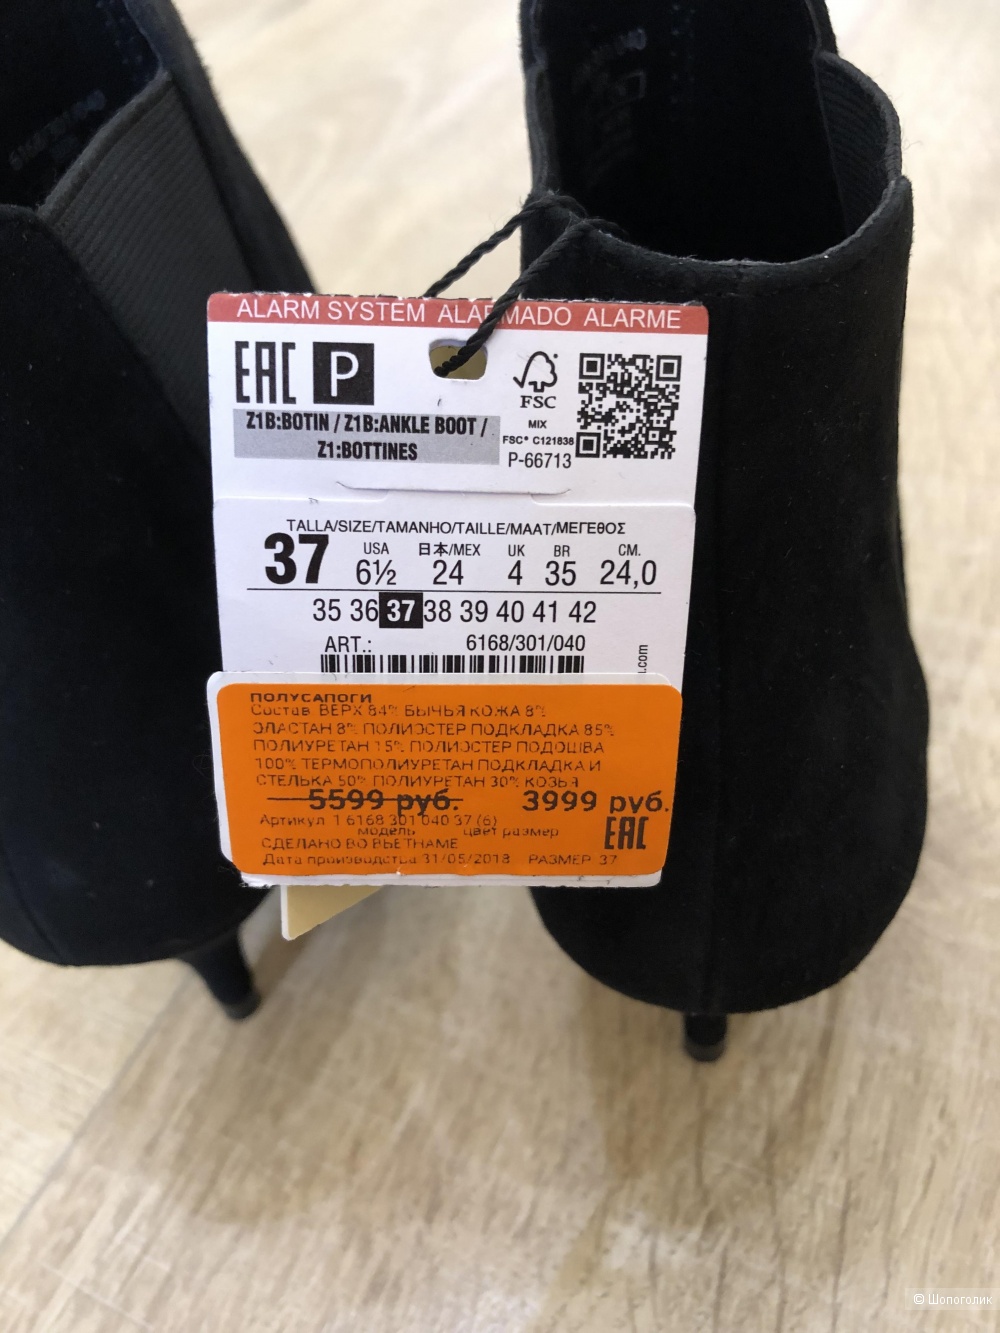 ALARM SYSTEM ALARMADO ALARME
EAC P
FSC
MIX
FSC® C121838
P-66713
Z1B:BOTIN / Z1B:ANKLE BOOT /
Z1:BOTTINES
TALLA/SIZE/TAMANHO/TAILLE/MAAT/ΜΕΓΕΘΟΣ
37 USA 6½ 日本/MEX 24 UK 4 BR 35 CM. 24,0
35 36 37 38 39 40 41 42
ART.: 6168/301/040
.com
ПОЛУСАПОГИ
Состав ВЕРХ 84% БЫЧЬЯ КОЖА 8%
ЭЛАСТАН 8% ПОЛИЭСТЕР ПОДКЛАДКА 85%
ПОЛИУРЕТАН 15% ПОЛИЭСТЕР ПОДОШВА
100% ТЕРМОПОЛИУРЕТАН ПОДКЛАДКА И
СТЕЛЬКА 50% ПОЛИУРЕТАН 30% КОЗЬЯ
5599 руб. 3999 руб.
Артикул 1 6168 301 040 37 (6)
модель цвет размер
EAC
СДЕЛАНО ВО ВЬЕТНАМЕ
Дата производства 31/05/2018 РАЗМЕР 37
© Шопоголик